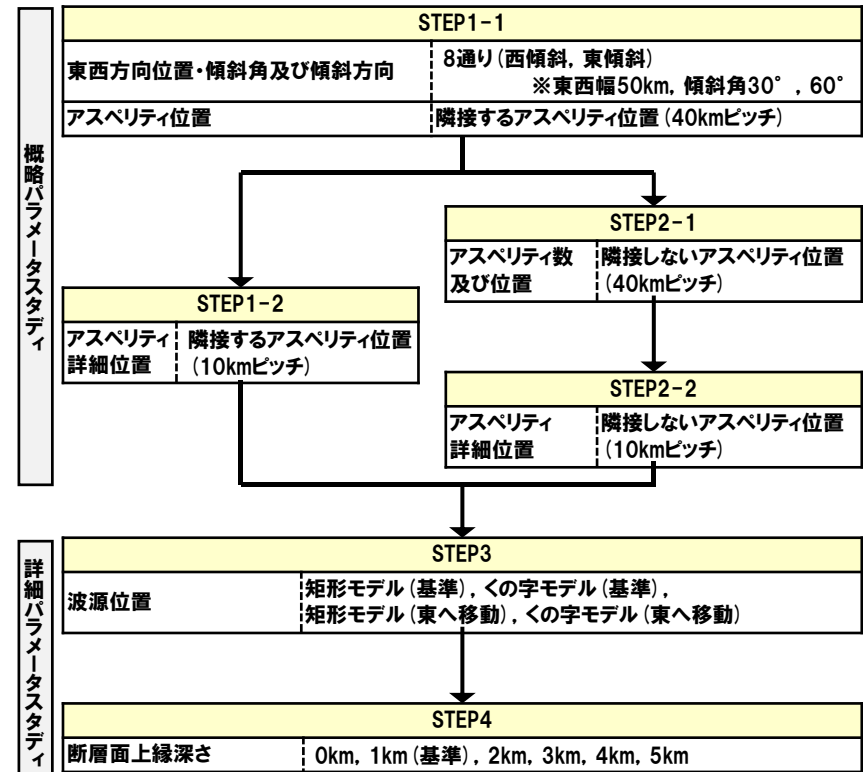 概略パラメータスタディ
STEP1-1
東西方向位置・傾斜角及び傾斜方向
8通り(西傾斜, 東傾斜)
※東西幅50km, 傾斜角30°, 60°
アスペリティ位置
隣接するアスペリティ位置(40kmピッチ)
STEP1-2
アスペリティ
詳細位置
隣接するアスペリティ位置
(10kmピッチ)
STEP2-1
アスペリティ数
及び位置
隣接しないアスペリティ位置
(40kmピッチ)
STEP2-2
アスペリティ
詳細位置
隣接しないアスペリティ位置
(10kmピッチ)
詳細パラメータスタディ
STEP3
波源位置
矩形モデル(基準), くの字モデル(基準),
矩形モデル(東へ移動), くの字モデル(東へ移動)
STEP4
断層面上縁深さ
0km, 1km(基準), 2km, 3km, 4km, 5km